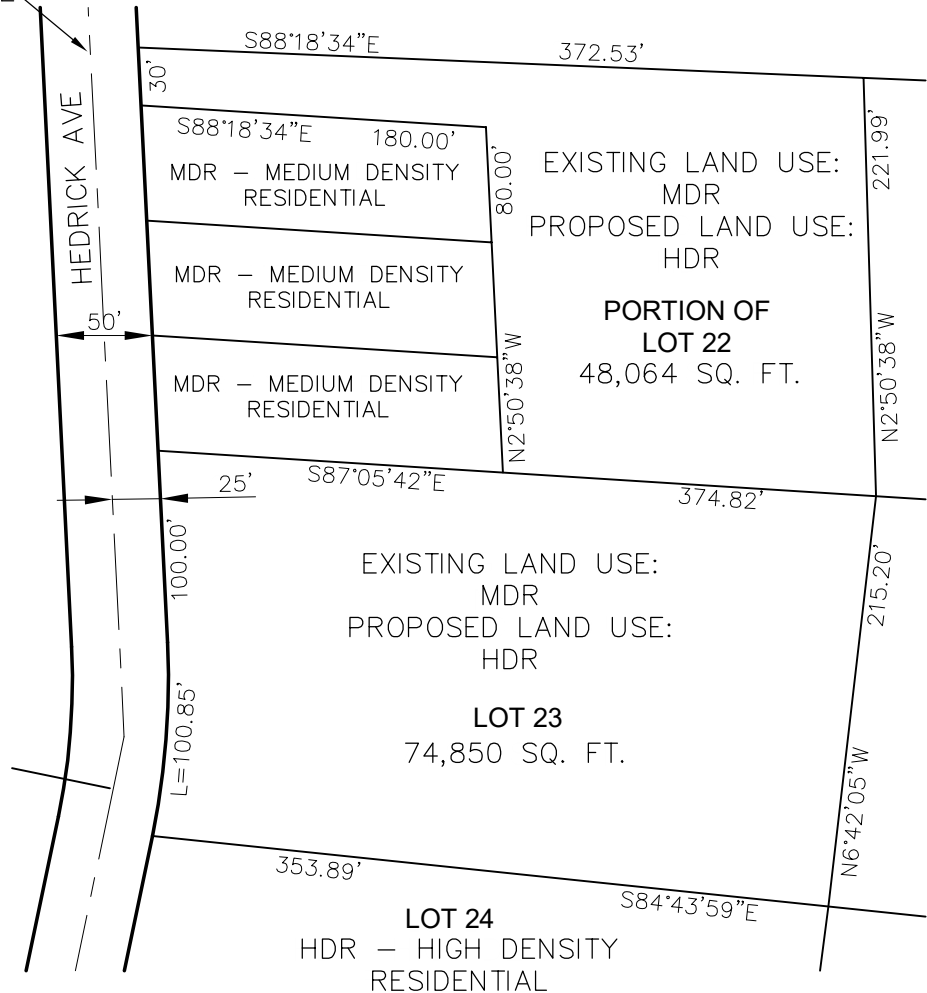 S88°18'34"E
372.53'
30'
HEDRICK AVE
S88°18'34"E
180.00'
80.00'
221.99'
MDR – MEDIUM DENSITY
RESIDENTIAL
EXISTING LAND USE:
MDR
PROPOSED LAND USE:
HDR
MDR – MEDIUM DENSITY
RESIDENTIAL
PORTION OF
LOT 22
48,064 SQ. FT.
50'
MDR – MEDIUM DENSITY
RESIDENTIAL
N2°50'38"W
N2°50'38"W
S87°05'42"E
374.82'
25'
100.00'
EXISTING LAND USE:
MDR
PROPOSED LAND USE:
HDR
215.20'
LOT 23
74,850 SQ. FT.
L=100.85'
N6°42'05"W
353.89'
S84°43'59"E
LOT 24
HDR – HIGH DENSITY
RESIDENTIAL